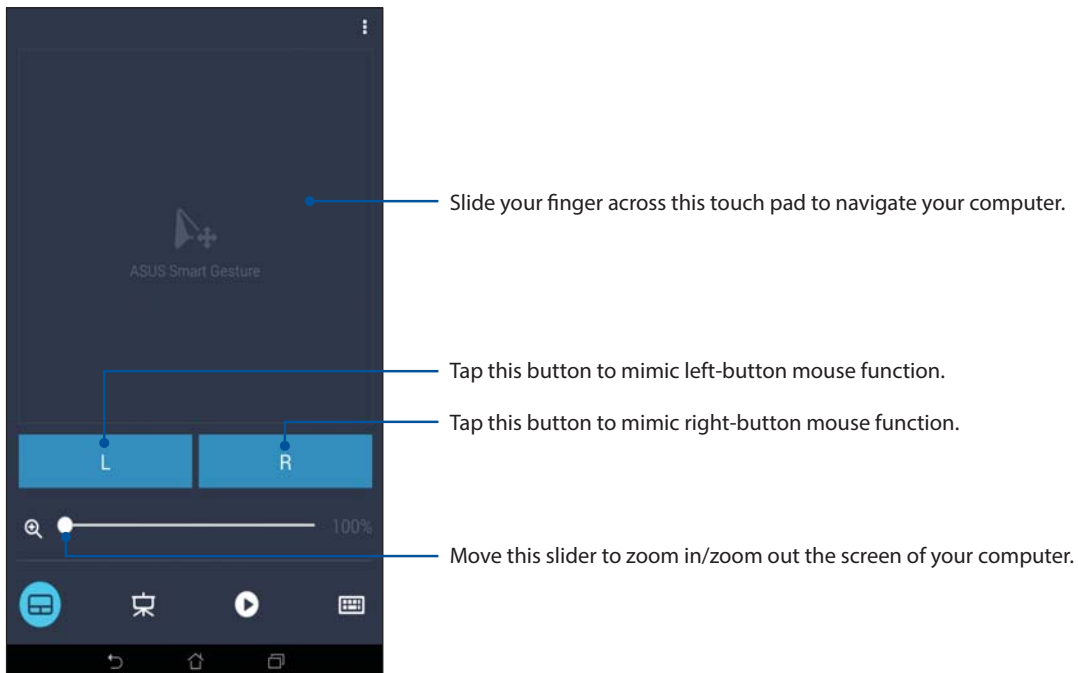 Slide your finger across this touch pad to navigate your computer.
ASUS Smart Gesture
Tap this button to mimic left-button mouse function.
Tap this button to mimic right-button mouse function.
L
R
100%
Move this slider to zoom in/zoom out the screen of your computer.